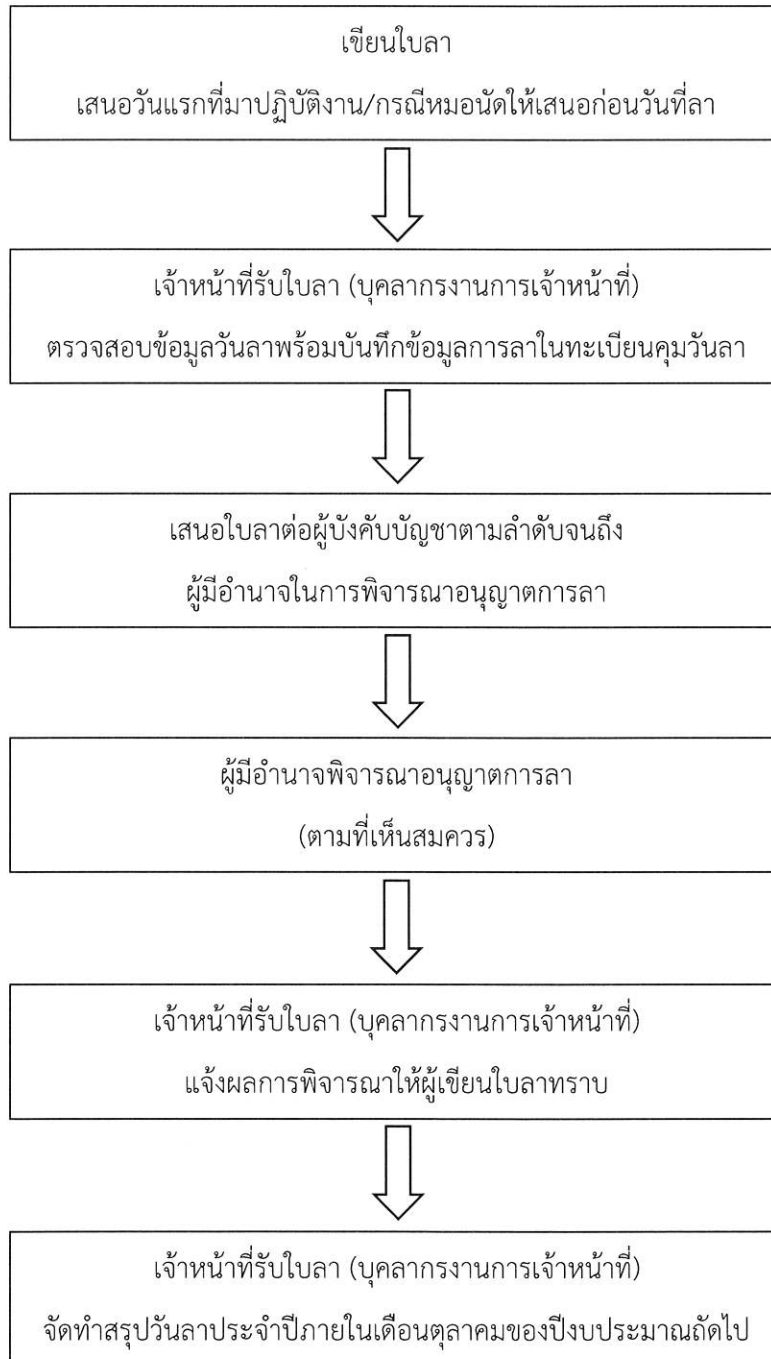 เขียนใบลา
เสนอวันแรกที่มาปฏิบัติงาน/กรณีหมอนัดให้เสนอก่อนวันที่ลา
เจ้าหน้าที่รับใบลา (บุคลากรงานการเจ้าหน้าที่)
ตรวจสอบข้อมูลวันลาพร้อมบันทึกข้อมูลการลาในทะเบียนคุมวันลา
เสนอใบลาต่อผู้บังคับบัญชาตามลำดับจนถึง
ผู้มีอำนาจในการพิจารณาอนุญาตการลา
ผู้มีอำนาจพิจารณาอนุญาตการลา
(ตามที่เห็นสมควร)
เจ้าหน้าที่รับใบลา (บุคลากรงานการเจ้าหน้าที่)
แจ้งผลการพิจารณาให้ผู้เขียนใบลาทราบ
เจ้าหน้าที่รับใบลา (บุคลากรงานการเจ้าหน้าที่)
จัดทำสรุปวันลาประจำปีภายในเดือนตุลาคมของปีงบประมาณถัดไป